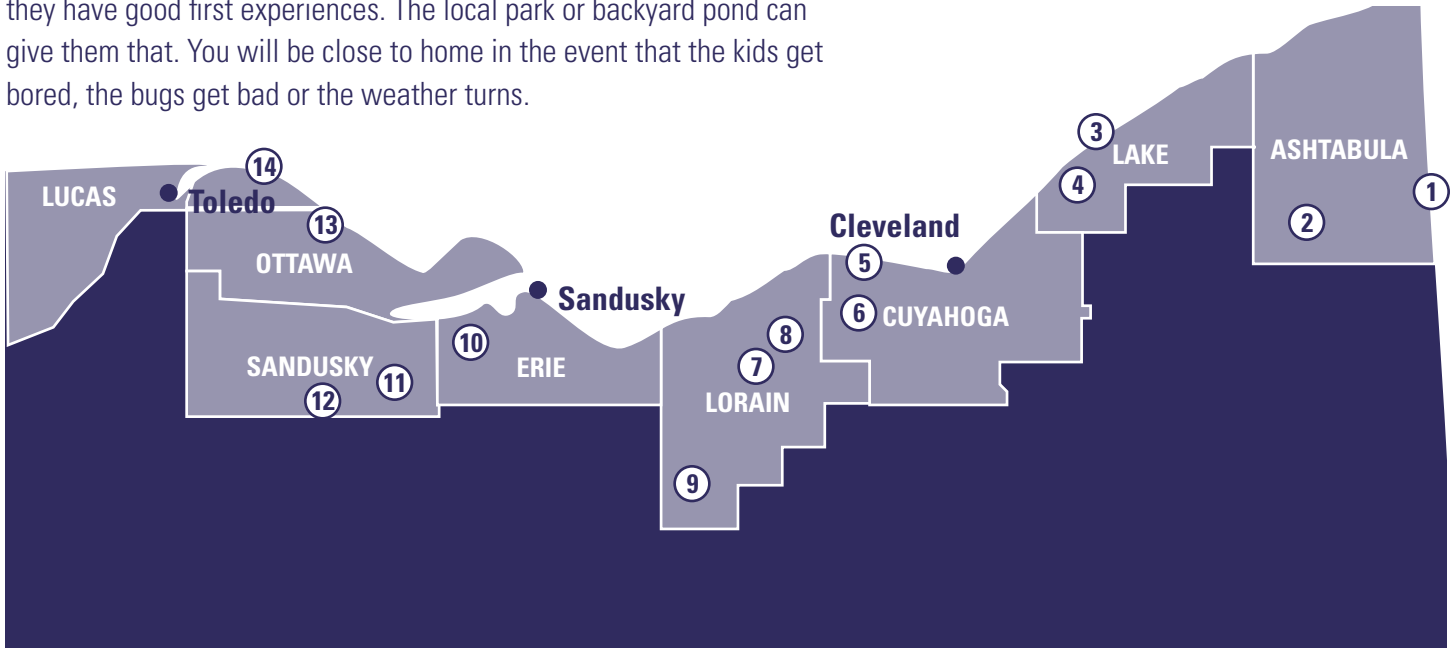 they have good first experiences. The local park or backyard pond can
give them that. You will be close to home in the event that the kids get
bored, the bugs get bad or the weather turns.
3
LAKE
ASHTABULA
14
LUCAS
Toledo
4
1
13
2
Cleveland
OTTAWA
5
Sandusky
6
CUYAHOGA
10
8
SANDUSKY
11
ERIE
7
12
LORAIN
9